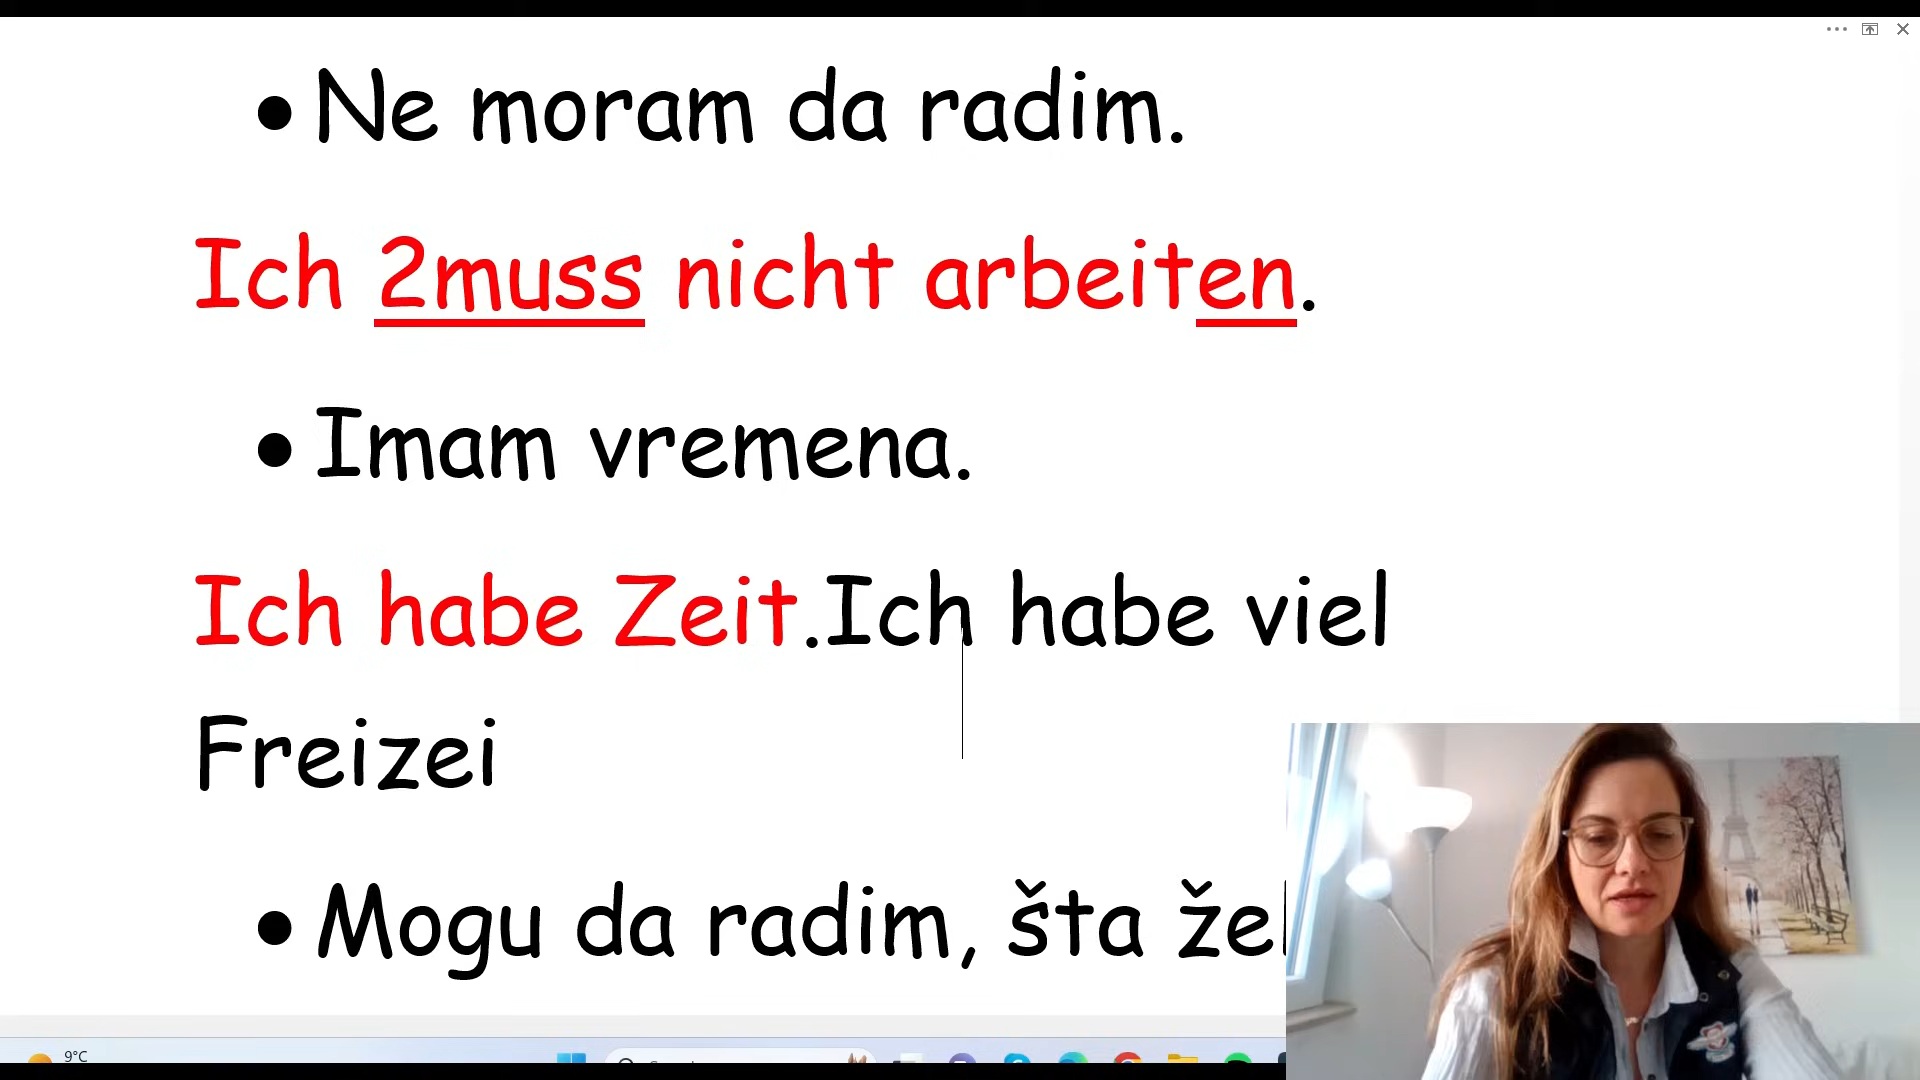 • Ne moram da radim.
Ich 2muss nicht arbeiten.
• Imam vremena.
Ich habe Zeit.Ich habe viel
Freizei
• Mogu da radim, šta
9°C